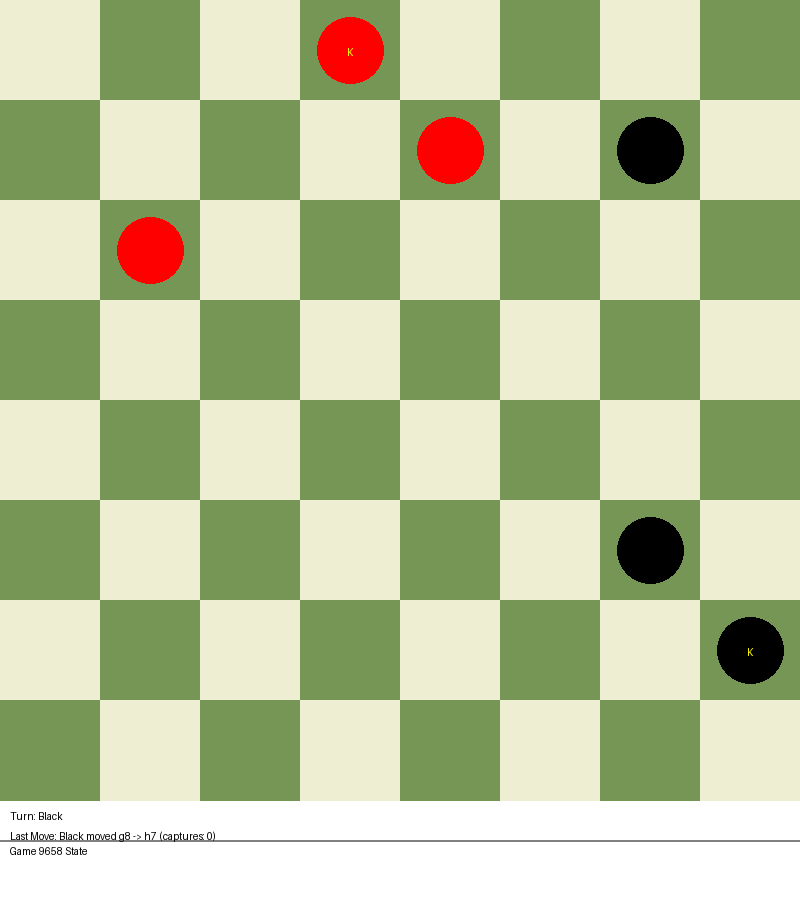 K
K
Turn: Black
Last Move: Black moved g8 -> h7 (captures: 0)
Game 9658 State